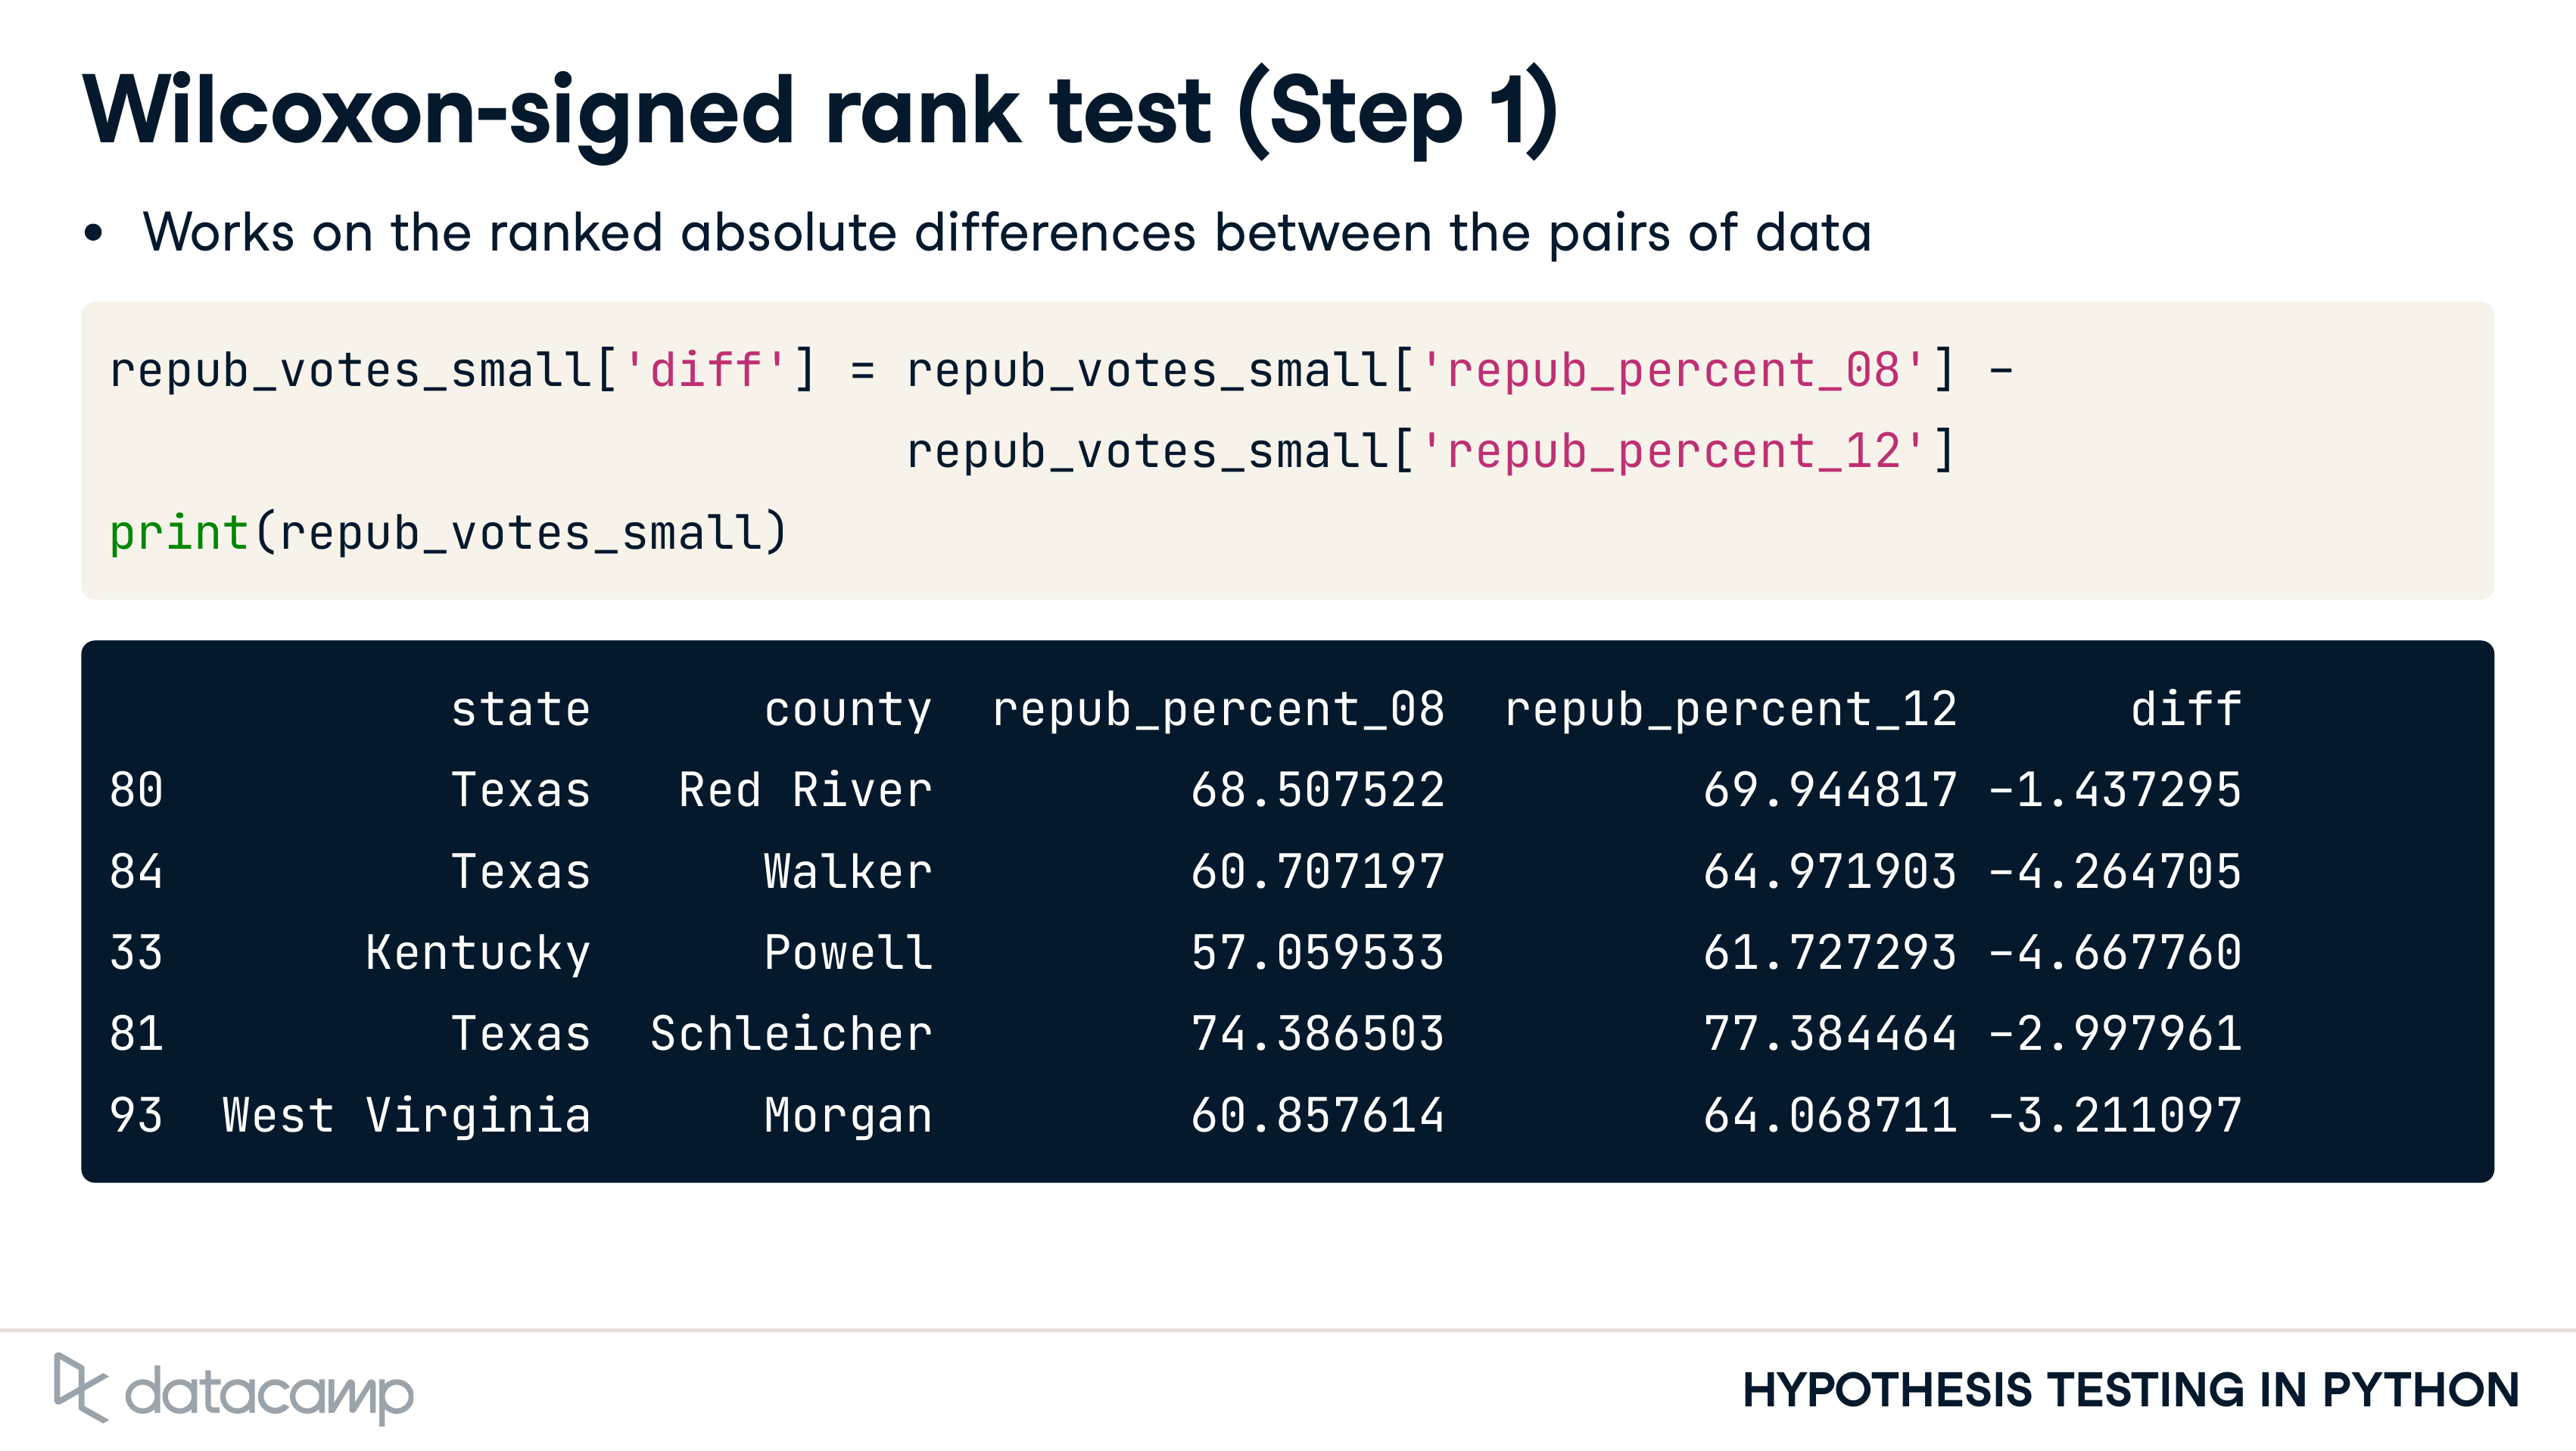 Wilcoxon-signed rank test (Step 1)
• Works on the ranked absolute differences between the pairs of data
repub_votes_small['diff'] = repub_votes_small['repub_percent_08'] -
                            repub_votes_small['repub_percent_12']
print(repub_votes_small)
            state      county  repub_percent_08  repub_percent_12      diff
80          Texas   Red River         68.507522         69.944817 -1.437295
84          Texas      Walker         60.707197         64.971903 -4.264705
33       Kentucky      Powell         57.059533         61.727293 -4.667760
81          Texas  Schleicher         74.386503         77.384464 -2.997961
93  West Virginia      Morgan         60.857614         64.068711 -3.211097
datacamp
HYPOTHESIS TESTING IN PYTHON